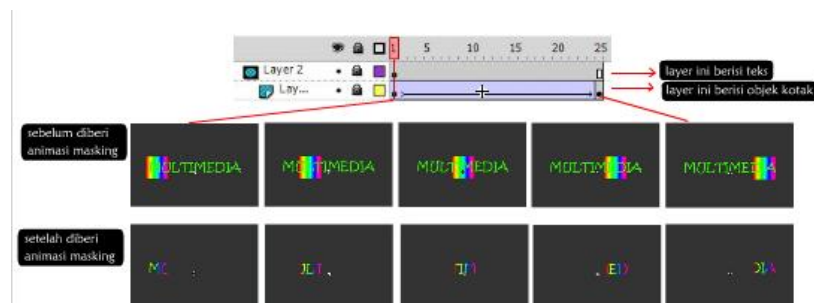 1 5 10 15 20 25
Layer 2
layer ini berisi teks
Lay...
layer ini berisi objek kotak
sebelum diberi
animasi masking
MULTIMEDIA
MULTIMEDIA
MULTIMEDIA
MULTIMEDIA
MULTIMEDIA
setelah diberi
animasi masking